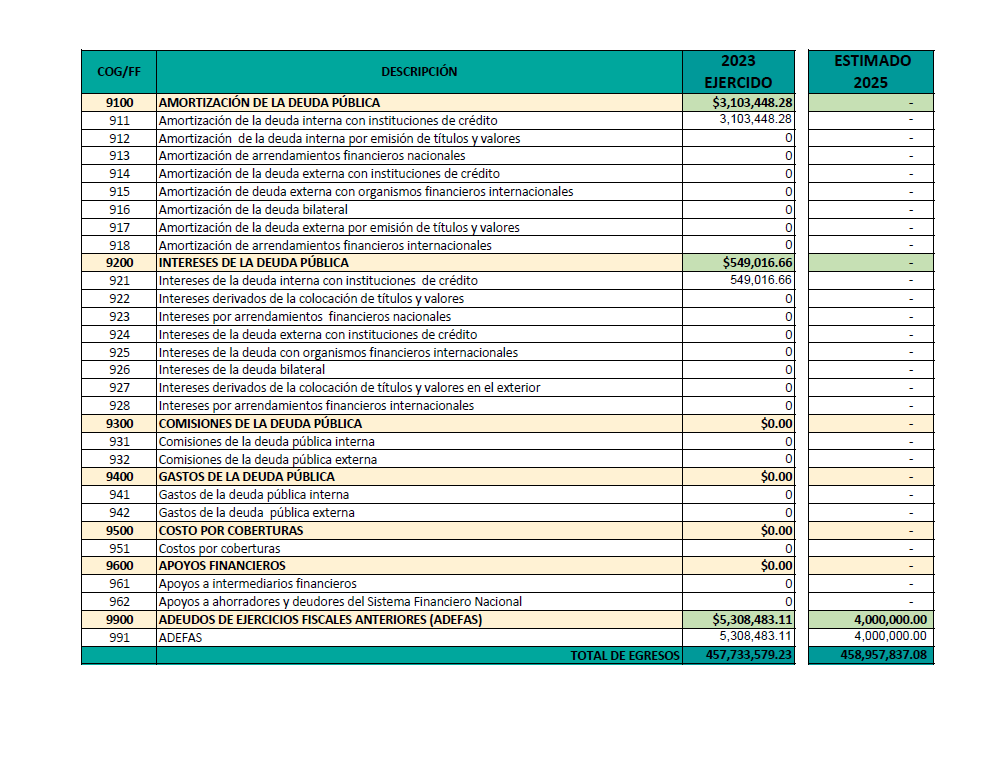 COG/FF DESCRIPCIÓN 2023 EJERCIDO ESTIMADO 2025
9100 AMORTIZACIÓN DE LA DEUDA PÚBLICA $3,103,448.28 -
911 Amortización de la deuda interna con instituciones de crédito 3,103,448.28 -
912 Amortización  de la deuda interna por emisión de títulos y valores 0 -
913 Amortización de arrendamientos financieros nacionales 0 -
914 Amortización de la deuda externa con instituciones de crédito 0 -
915 Amortización de deuda externa con organismos financieros internacionales 0 -
916 Amortización de la deuda bilateral 0 -
917 Amortización de la deuda externa por emisión de títulos y valores 0 -
918 Amortización de arrendamientos financieros internacionales 0 -
9200 INTERESES DE LA DEUDA PÚBLICA $549,016.66 -
921 Intereses de la deuda interna con instituciones  de crédito 549,016.66 -
922 Intereses derivados de la colocación de títulos y valores 0 -
923 Intereses por arrendamientos  financieros nacionales 0 -
924 Intereses de la deuda externa con instituciones de crédito 0 -
925 Intereses de la deuda con organismos financieros internacionales 0 -
926 Intereses de la deuda bilateral 0 -
927 Intereses derivados de la colocación de títulos y valores en el exterior 0 -
928 Intereses por arrendamientos financieros internacionales 0 -
9300 COMISIONES DE LA DEUDA PÚBLICA $0.00 -
931 Comisiones de la deuda pública interna 0 -
932 Comisiones de la deuda pública externa 0 -
9400 GASTOS DE LA DEUDA PÚBLICA $0.00 -
941 Gastos de la deuda pública interna 0 -
942 Gastos de la deuda  pública externa 0 -
9500 COSTO POR COBERTURAS $0.00 -
951 Costos por coberturas 0 -
9600 APOYOS FINANCIEROS $0.00 -
961 Apoyos a intermediarios financieros 0 -
962 Apoyos a ahorradores y deudores del Sistema Financiero Nacional 0 -
9900 ADEUDOS DE EJERCICIOS FISCALES ANTERIORES (ADEFAS) $5,308,483.11 4,000,000.00
991 ADEFAS 5,308,483.11 4,000,000.00
TOTAL DE EGRESOS 457,733,579.23 458,957,837.08